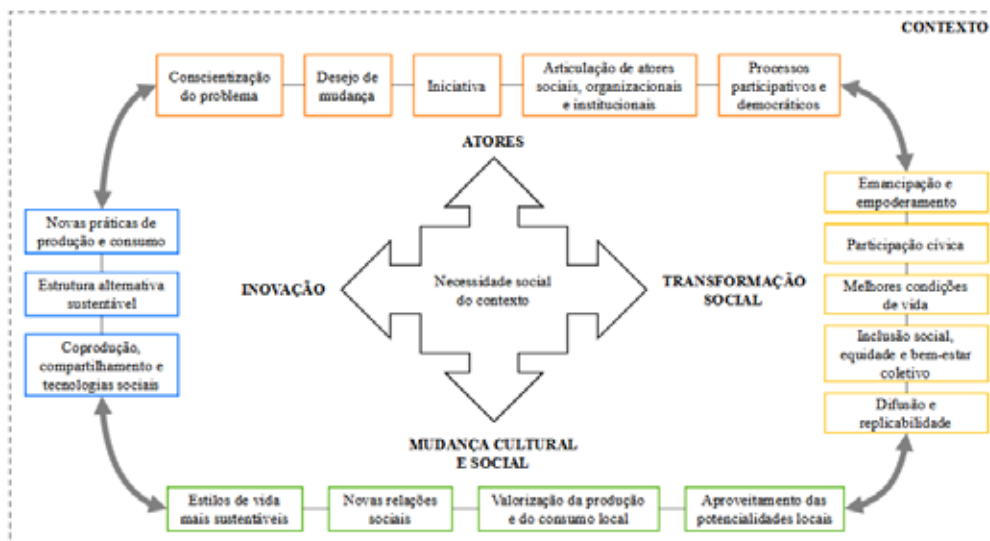 CONTEXTO
Conscientização
do problema
Desejo de
mudança
Iniciativa
Articulação de atores
sociais, organizacionais
e institucionais
Processos
participativos e
democráticos
ATORES
Novas práticas de
produção e consumo
Estrutura alternativa
sustentável
Coprodução,
compartilhamento e
tecnologias sociais
INOVAÇÃO
Necessidade social
do contexto
TRANSFORMAÇÃO
SOCIAL
Emancipação e
empoderamento
Participação cívica
Melhores condições
de vida
Inclusão social,
equidade e bem-estar
coletivo
Difusão e
replicabilidade
MUDANÇA CULTURAL
E SOCIAL
Estilos de vida
mais sustentáveis
Novas relações
sociais
Valorização da produção
e do consumo local
Aproveitamento das
potencialidades locais